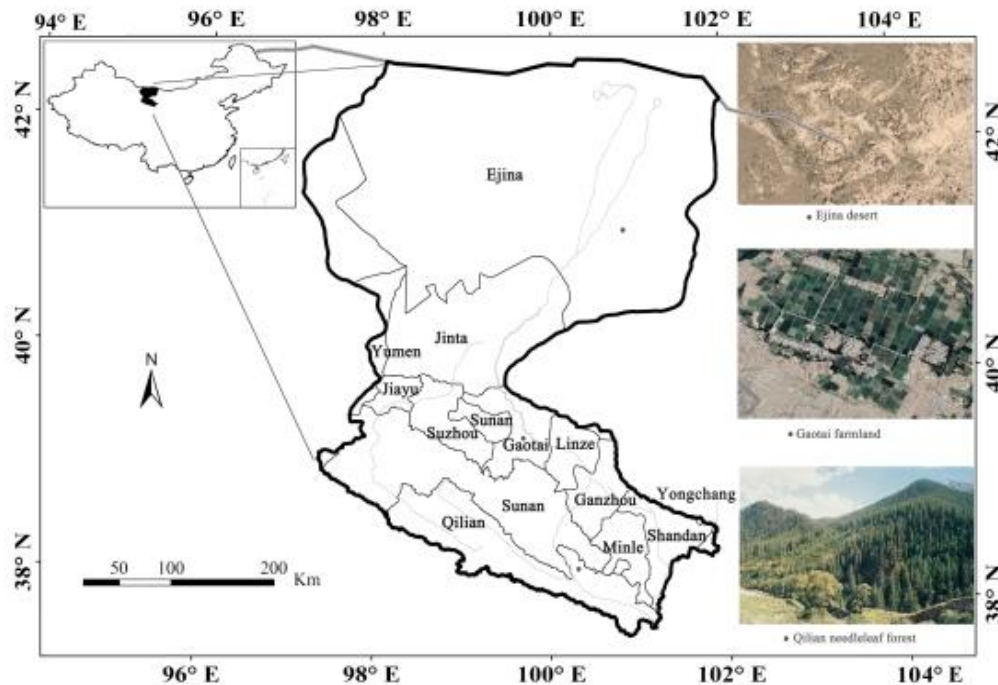 94° E 96° E 98° E 100° E 102° E 104° E
42° N
42° N
Ejina
Ejina desert
40° N
40° N
Jinta
Yumen
Jiayu
Sunan
Suzhou
Gaotai
Linze
Gaotai farmland
N
Sunan
Ganzhou
Yongchang
Qilian
Minle
Shandan
38° N
38° N
50 100 200
Km
Qilian needleleaf forest
96° E 98° E 100° E 102° E 104° E